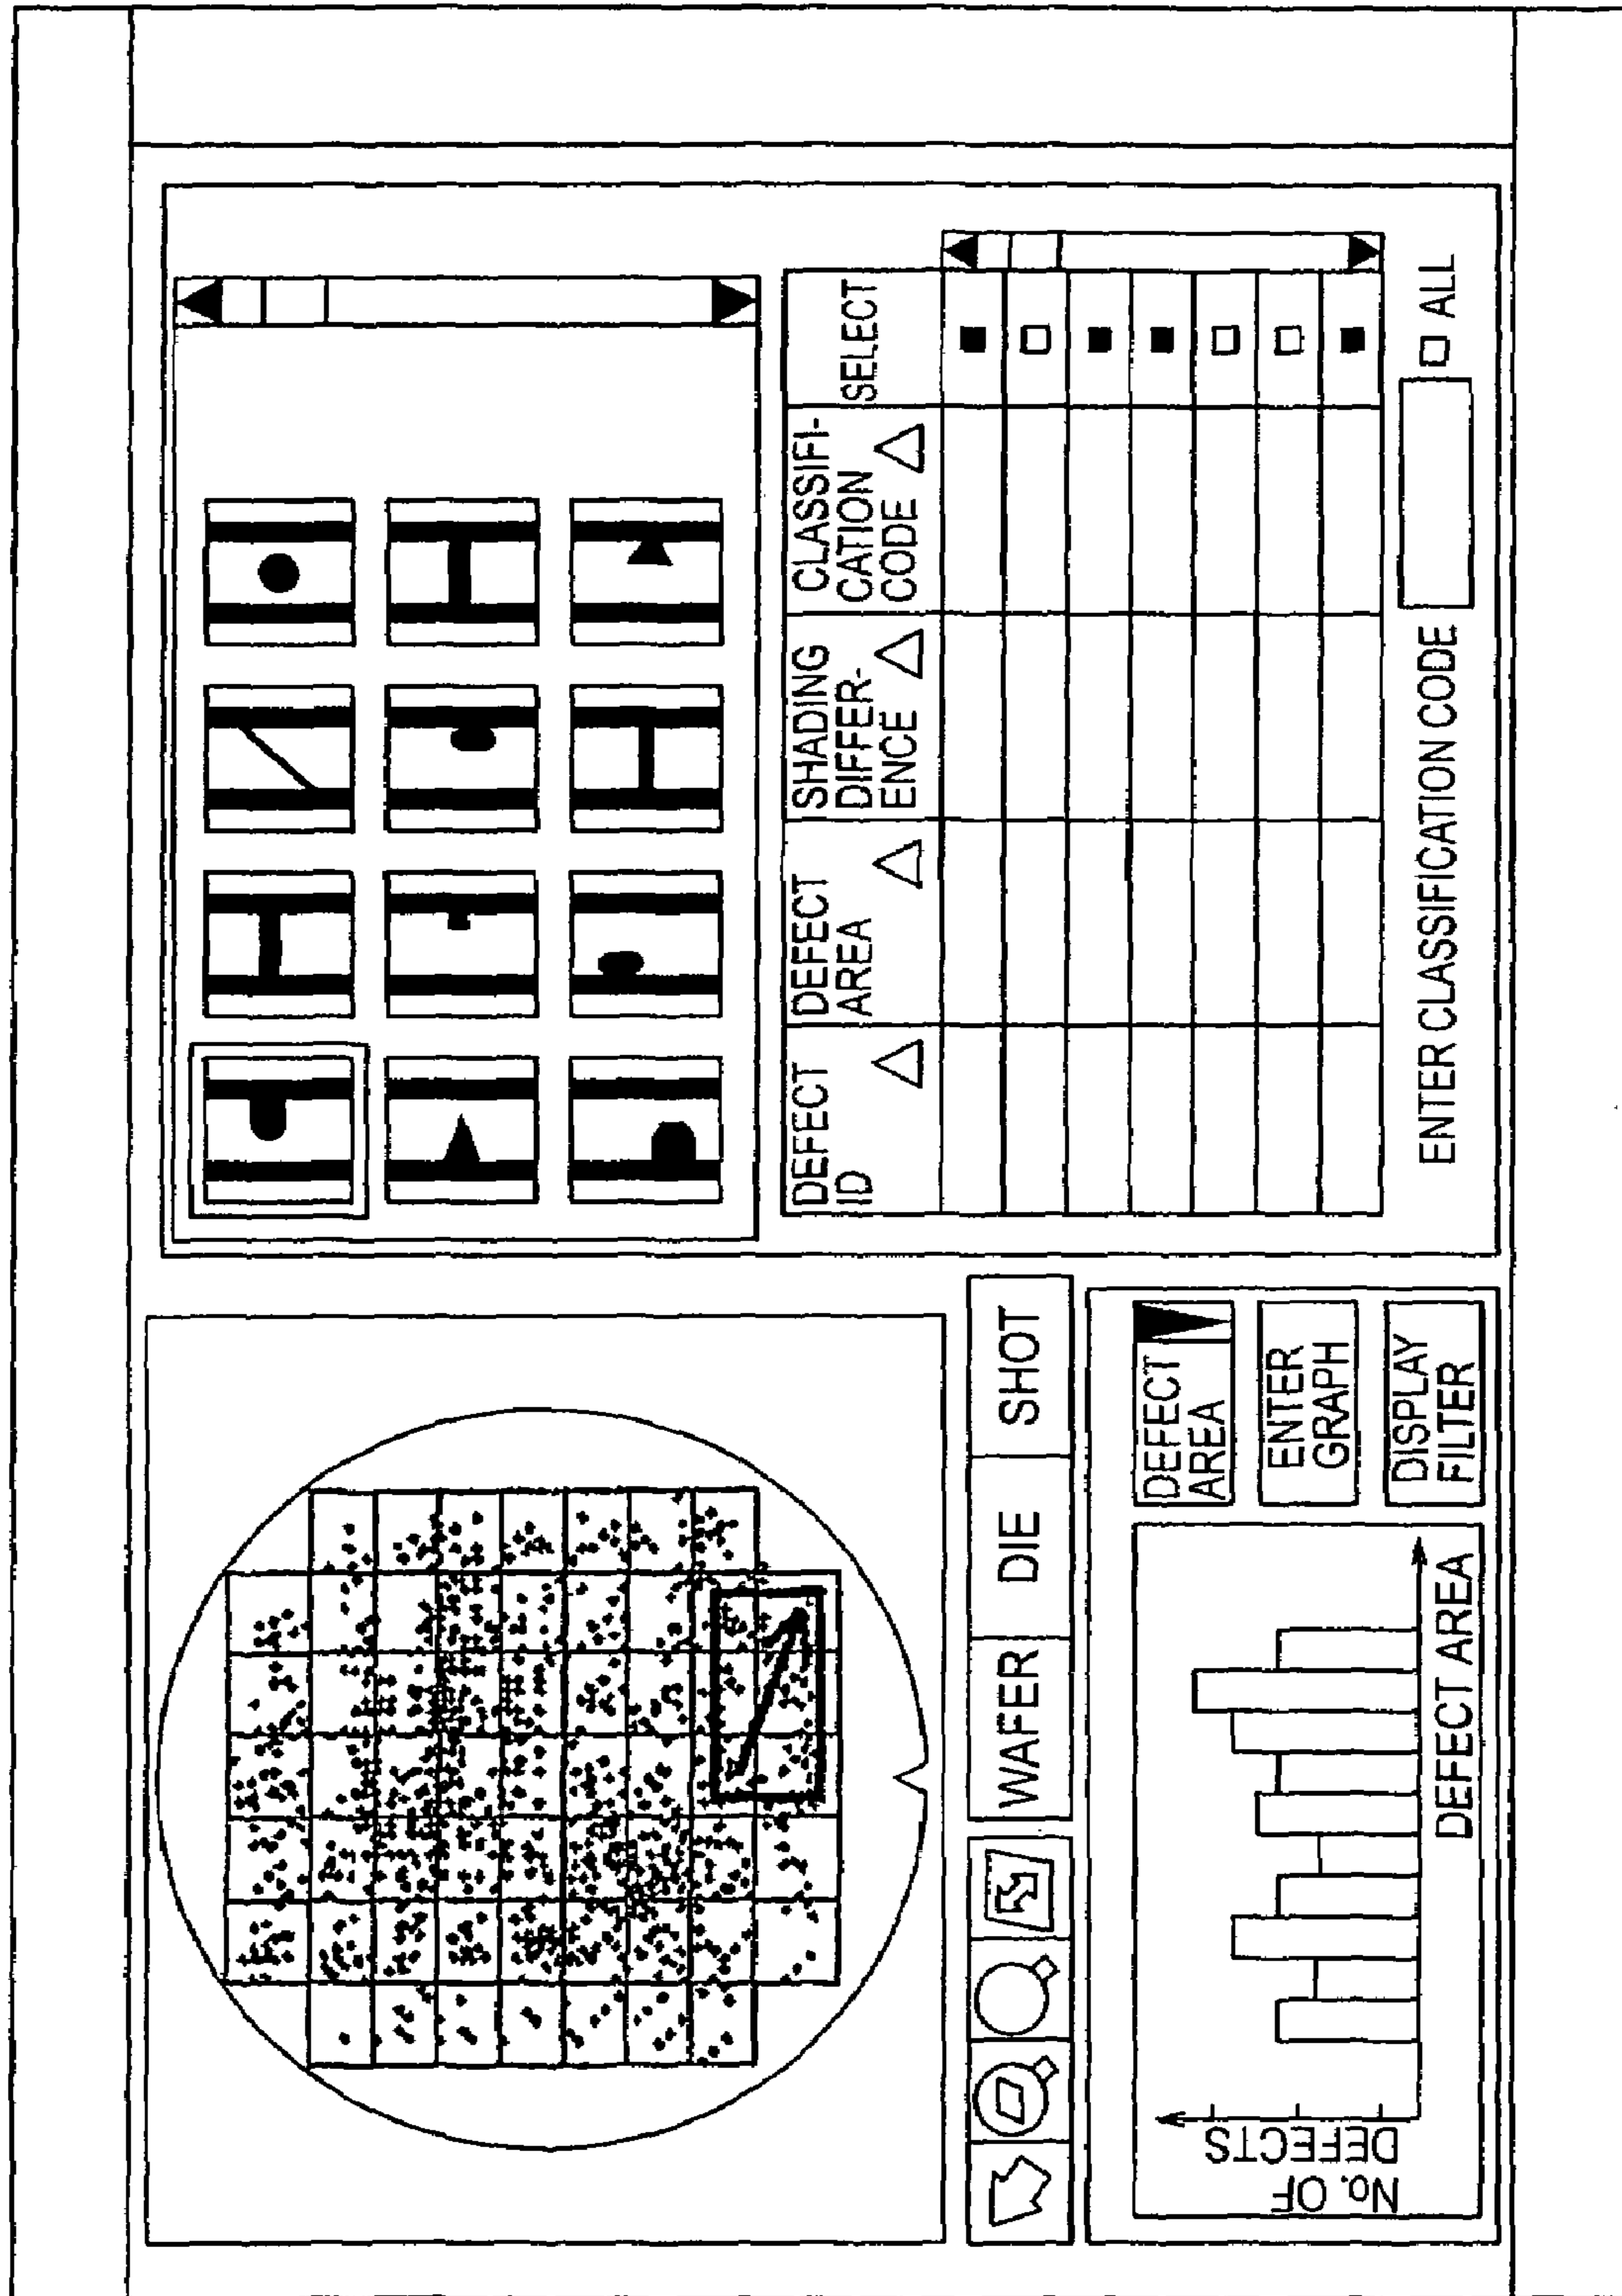 WAFER
DIE
SHOT
No. OF
DEFECTS
DEFECT AREA
DEFECT
AREA
ENTER
GRAPH
DISPLAY
FILTER
DEFECT
ID
DEFECT
AREA
SHADING
DIFFER-
ENCE
CLASSIFI-
CATION
CODE
SELECT
ENTER CLASSIFICATION CODE
ALL